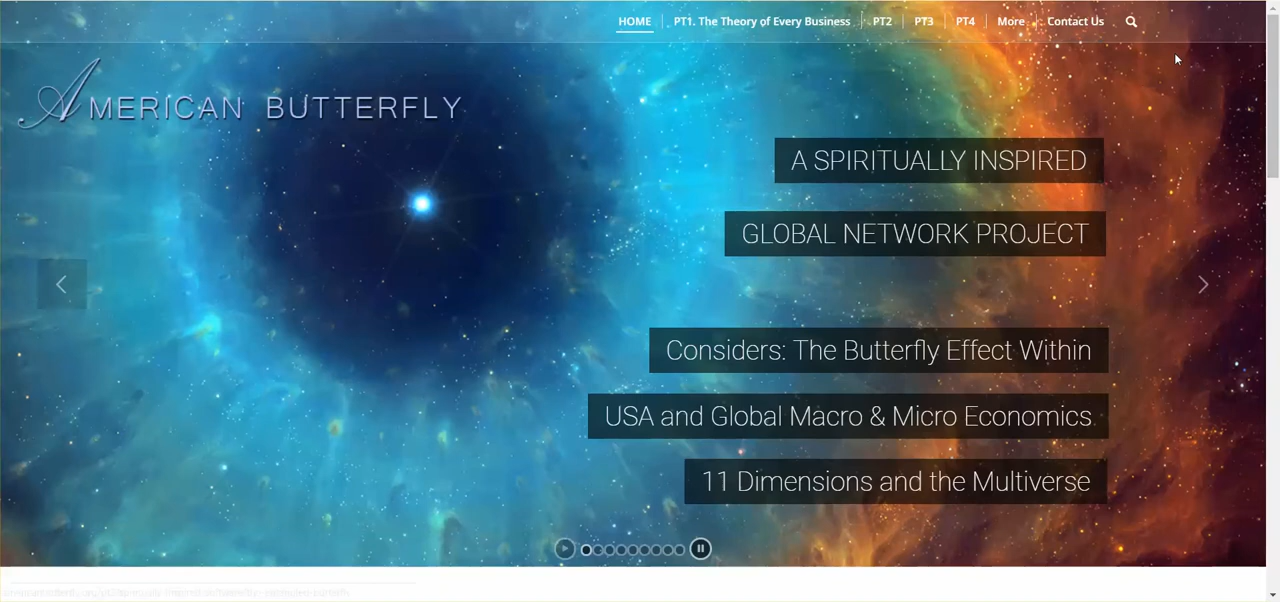 HOME PT1. The Theory of Every Business PT2 PT3 PT4 More Contact Us
AMERICAN BUTTERFLY
A SPIRITUALLY INSPIRED
GLOBAL NETWORK PROJECT
Considers: The Butterfly Effect Within
USA and Global Macro & Micro Economics
11 Dimensions and the Multiverse